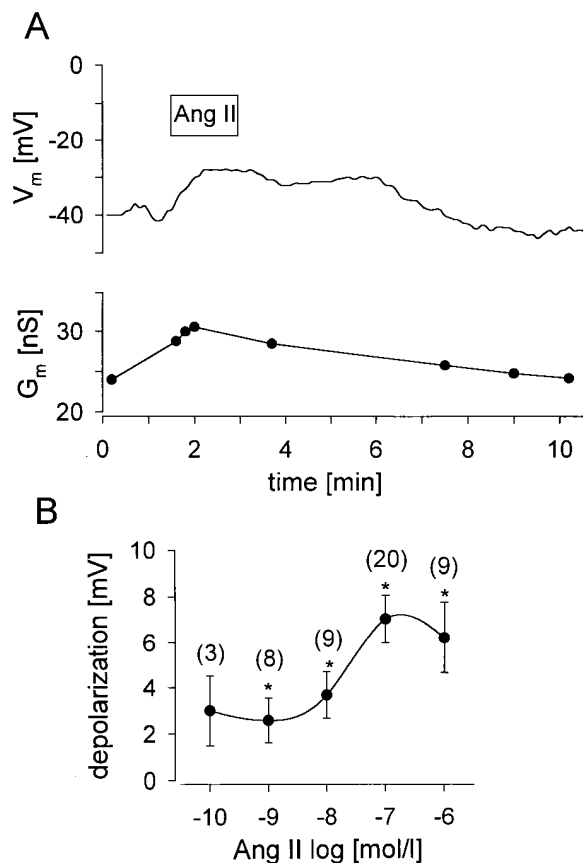 A
0
-20
-40
V_m [mV]
Ang II
30
20
G_m [nS]
0 2 4 6 8 10
time [min]
B
10
8
6
4
2
0
depolarization [mV]
(3) (8) (9) (20) (9)
* * * *
-10 -9 -8 -7 -6
Ang II log [mol/l]